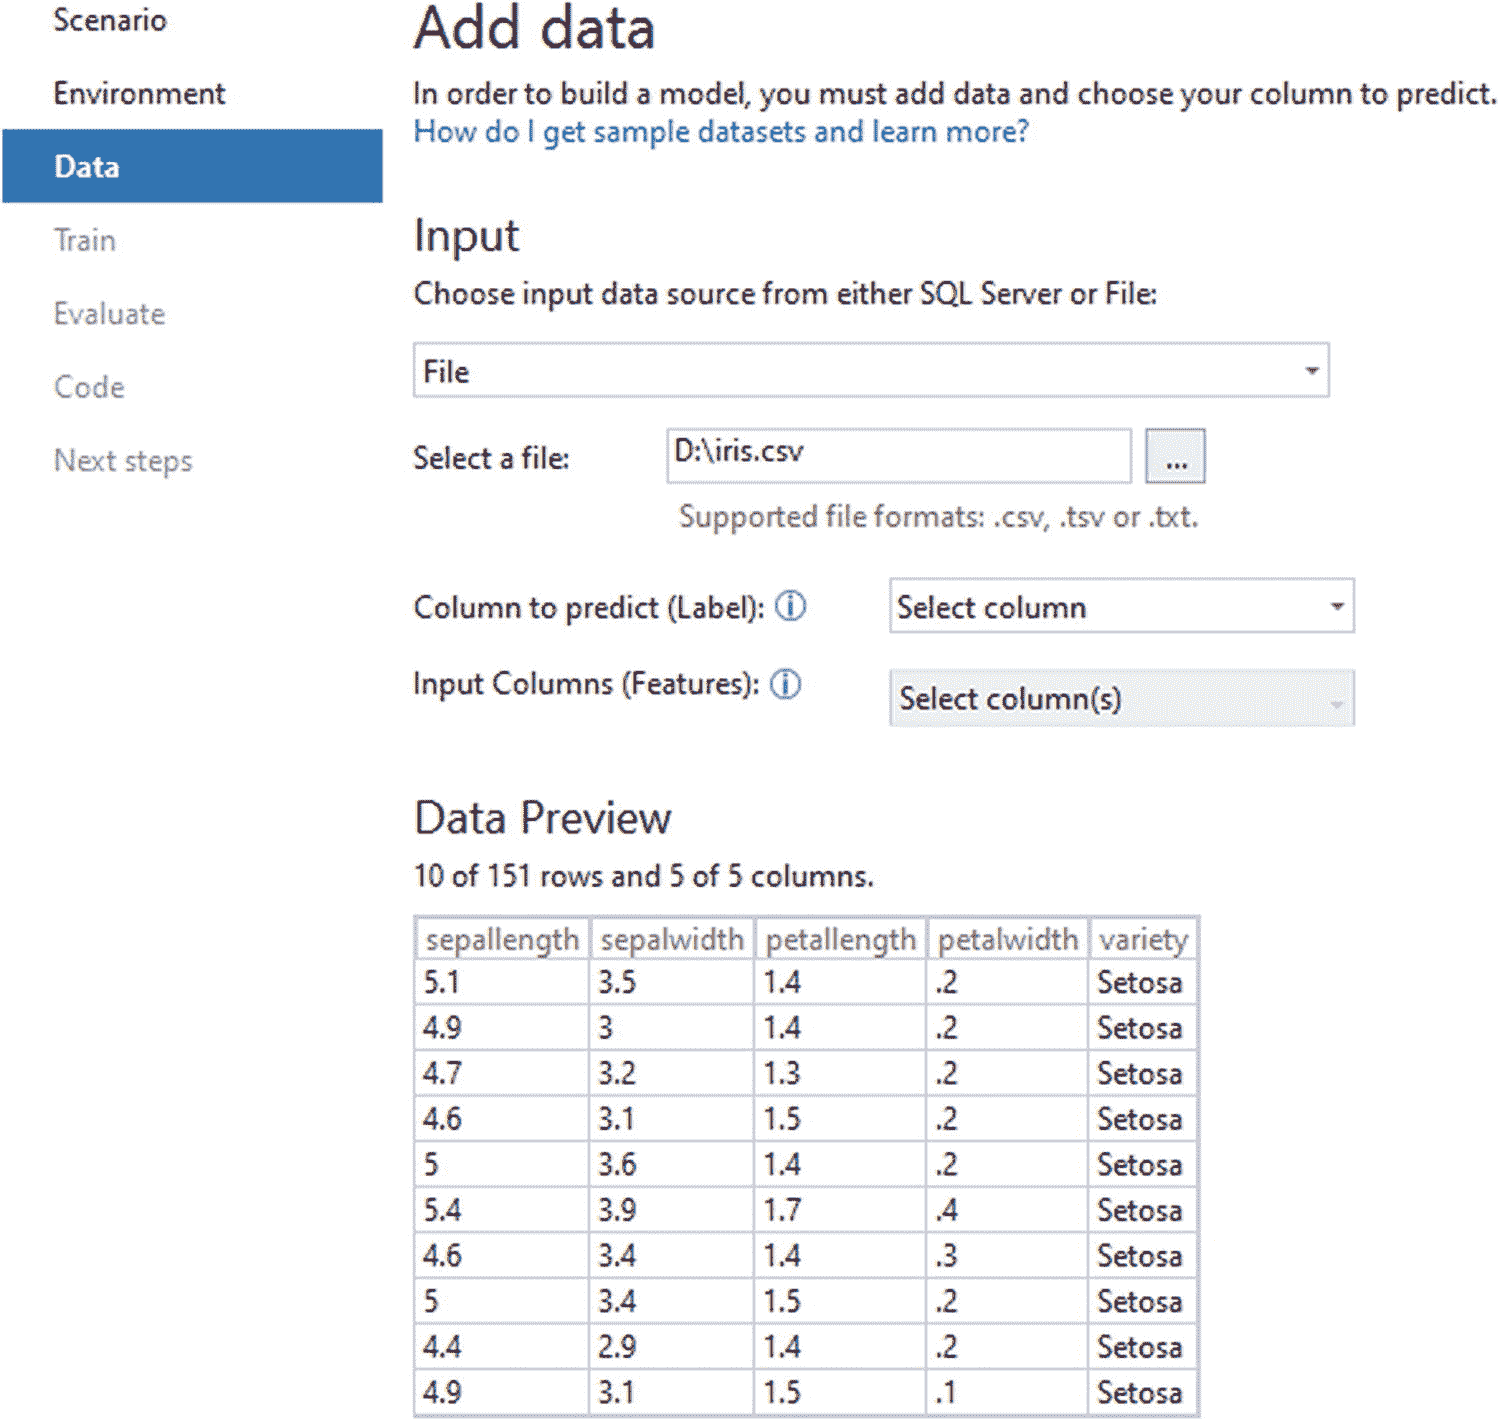 Scenario
Environment
Data
Train
Evaluate
Code
Next steps
Add data
In order to build a model, you must add data and choose your column to predict.
How do I get sample datasets and learn more?
Input
Choose input data source from either SQL Server or File:
File
Select a file: D:\iris.csv ...
Supported file formats: .csv, .tsv or .txt.
Column to predict (Label): Select column
Input Columns (Features): Select column(s)
Data Preview
10 of 151 rows and 5 of 5 columns.
sepallength sepalwidth petallength petalwidth variety
5.1 3.5 1.4 .2 Setosa
4.9 3 1.4 .2 Setosa
4.7 3.2 1.3 .2 Setosa
4.6 3.1 1.5 .2 Setosa
5 3.6 1.4 .2 Setosa
5.4 3.9 1.7 .4 Setosa
4.6 3.4 1.4 .3 Setosa
5 3.4 1.5 .2 Setosa
4.4 2.9 1.4 .2 Setosa
4.9 3.1 1.5 .1 Setosa